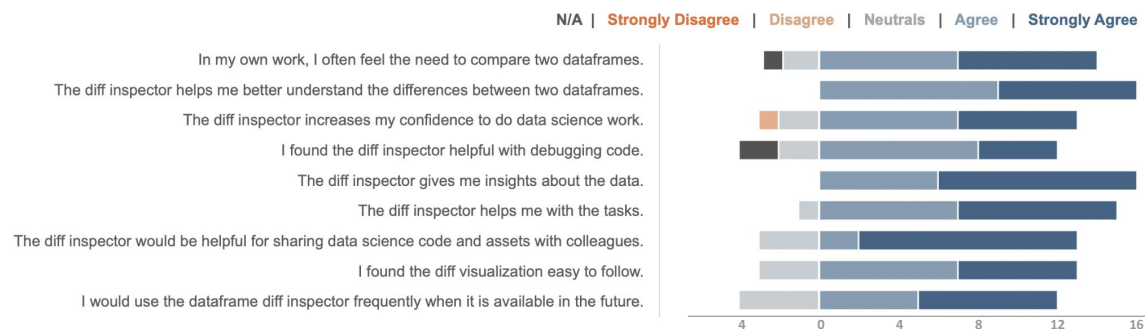 N/A | Strongly Disagree | Disagree | Neutrals | Agree | Strongly Agree
In my own work, I often feel the need to compare two dataframes.
The diff inspector helps me better understand the differences between two dataframes.
The diff inspector increases my confidence to do data science work.
I found the diff inspector helpful with debugging code.
The diff inspector gives me insights about the data.
The diff inspector helps me with the tasks.
The diff inspector would be helpful for sharing data science code and assets with colleagues.
I found the diff visualization easy to follow.
I would use the dataframe diff inspector frequently when it is available in the future.
4 0 4 8 12 16